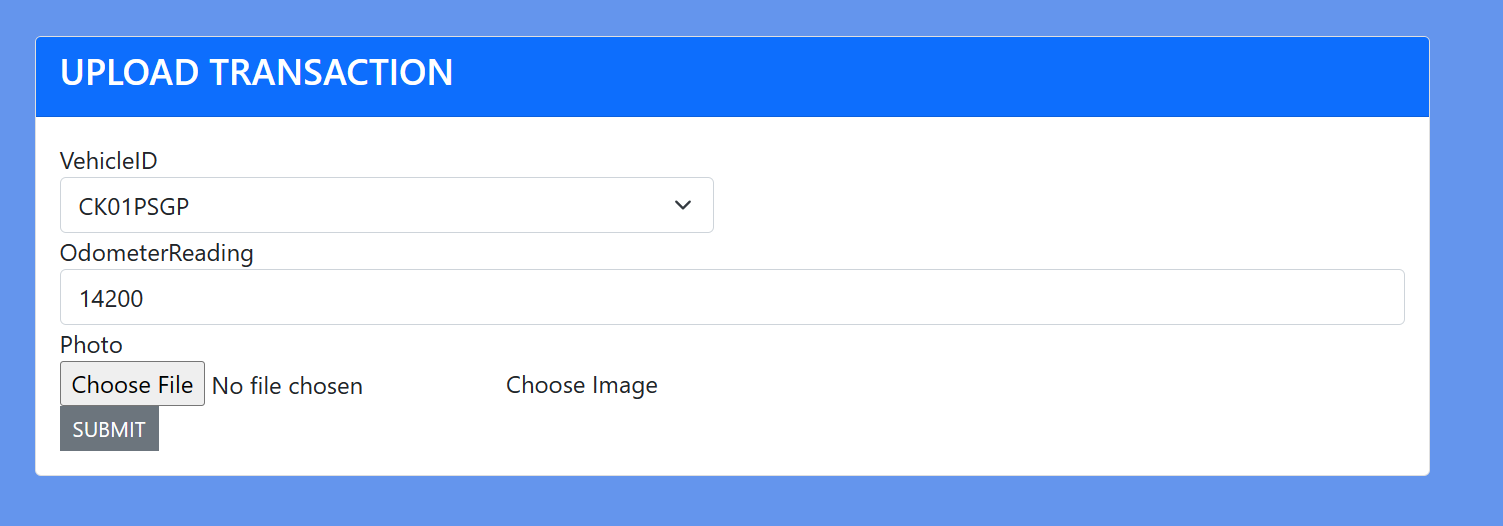 UPLOAD TRANSACTION
VehicleID
CK01PSGP
OdometerReading
14200
Photo
Choose File No file chosen Choose Image
SUBMIT